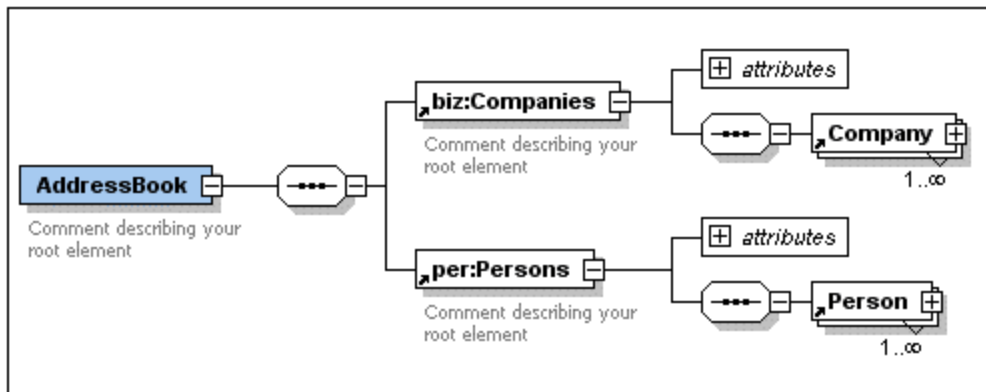 attributes
biz:Companies
Company
Comment describing your
root element
1..∞
AddressBook
Comment describing your
root element
attributes
per:Persons
Person
Comment describing your
root element
1..∞